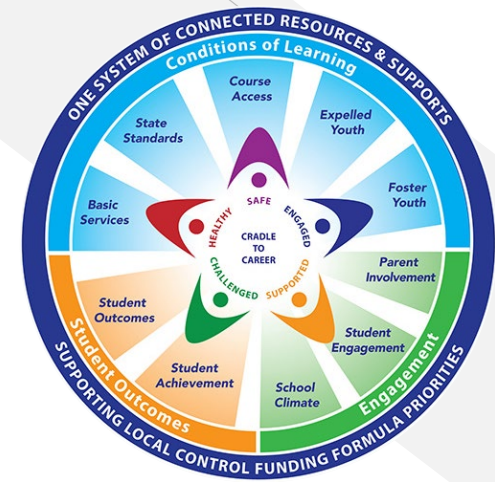 ONE SYSTEM OF CONNECTED RESOURCES & SUPPORTS
Conditions of Learning
Basic
Services
State
Standards
Course
Access
Expelled
Youth
Foster
Youth
Parent
Involvement
Student
Engagement
School
Climate
Engagement
Student
Achievement
Student
Outcomes
Student Outcomes
HEALTHY
SAFE
ENGAGED
SUPPORTED
CHALLENGED
CRADLE
TO
CAREER
SUPPORTING LOCAL CONTROL FUNDING FORMULA PRIORITIES